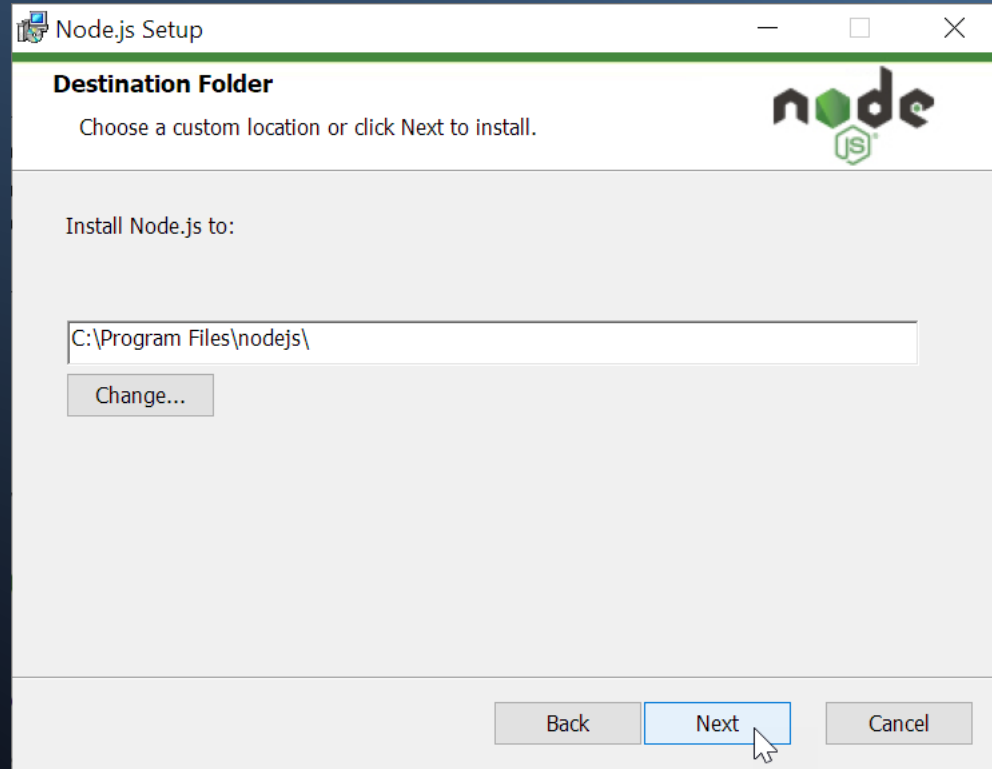 Node.js Setup
Destination Folder
Choose a custom location or click Next to install.
node
JS
Install Node.js to:
C:\Program Files\nodejs\
Change...
Back
Next
Cancel